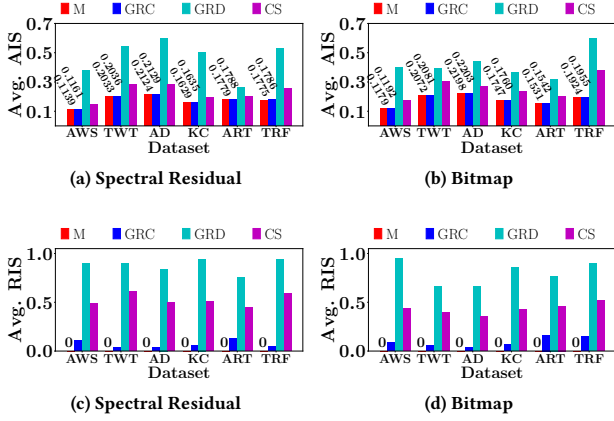 M GRC GRD CS
Avg. AIS
0.7
0.5
0.3
0.1
0.1161 0.2036 0.2129 0.1635 0.1788 0.1786
0.1139 0.2033 0.2124 0.1629 0.1779 0.1775
AWS TWT AD KC ART TRF
Dataset
(a) Spectral Residual
M GRC GRD CS
Avg. AIS
0.7
0.5
0.3
0.1
0.1192 0.2081 0.2203 0.1760 0.1542 0.1955
0.1179 0.2072 0.2198 0.1747 0.1531 0.1924
AWS TWT AD KC ART TRF
Dataset
(b) Bitmap
M GRC GRD CS
Avg. RIS
1.0
0.5
0.0
0 0 0 0 0 0
AWS TWT AD KC ART TRF
Dataset
(c) Spectral Residual
M GRC GRD CS
Avg. RIS
1.0
0.5
0.0
0 0 0 0 0 0
AWS TWT AD KC ART TRF
Dataset
(d) Bitmap